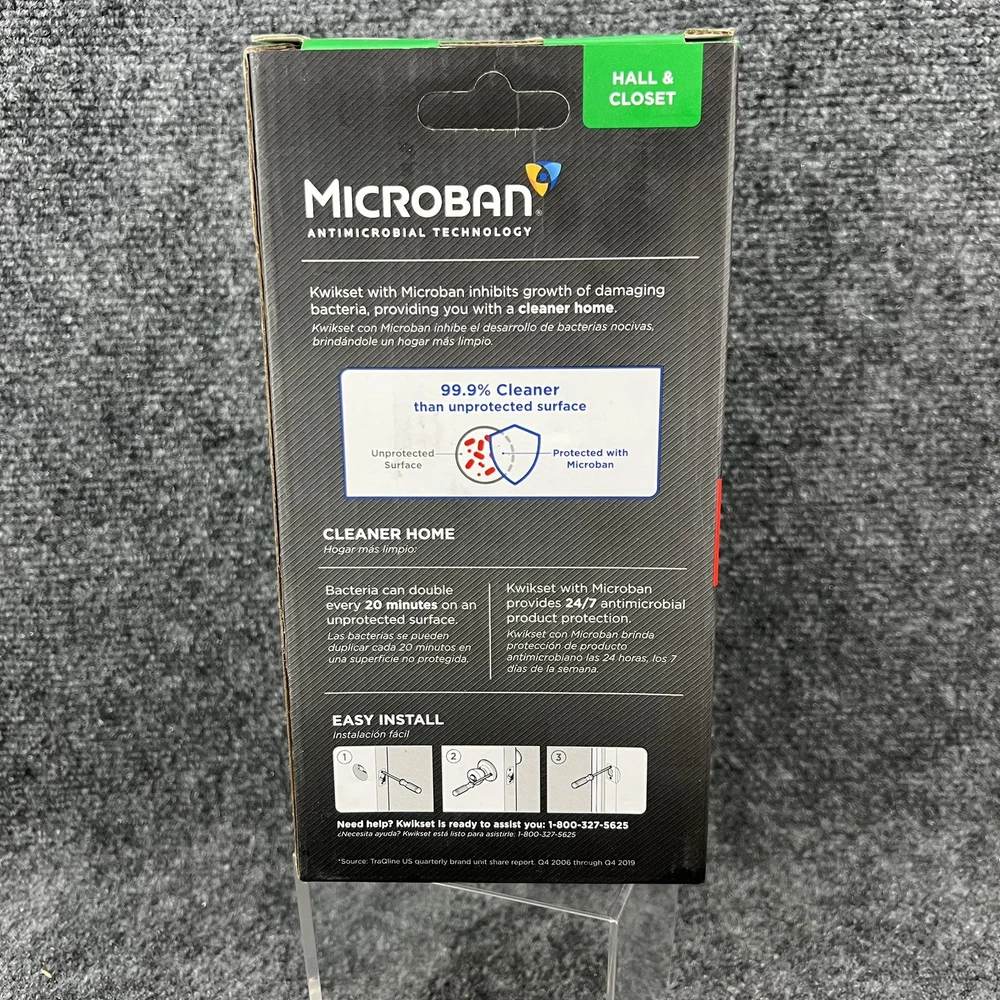 HALL &
CLOSET
MICROBAN®
ANTIMICROBIAL TECHNOLOGY
Kwikset with Microban inhibits growth of damaging
bacteria, providing you with a cleaner home.
Kwikset con Microban inhibe el desarrollo de bacterias nocivas,
brindándole un hogar más limpio.
99.9% Cleaner
than unprotected surface
Unprotected
Surface
Protected with
Microban
CLEANER HOME
Hogar más limpio:
Bacteria can double
every 20 minutes on an
unprotected surface.
Las bacterias se pueden
duplicar cada 20 minutos en
una superficie no protegida.
Kwikset with Microban
provides 24/7 antimicrobial
product protection.
Kwikset con Microban brinda
protección de producto
antimicrobiano las 24 horas, los 7
días de la semana.
EASY INSTALL
Instalación fácil
1
2
3
Need help? Kwikset is ready to assist you: 1-800-327-5625
¿Necesita ayuda? Kwikset está listo para asistirle: 1-800-327-5625
*Source: TraQline US quarterly brand unit share report. Q4 2006 through Q4 2019